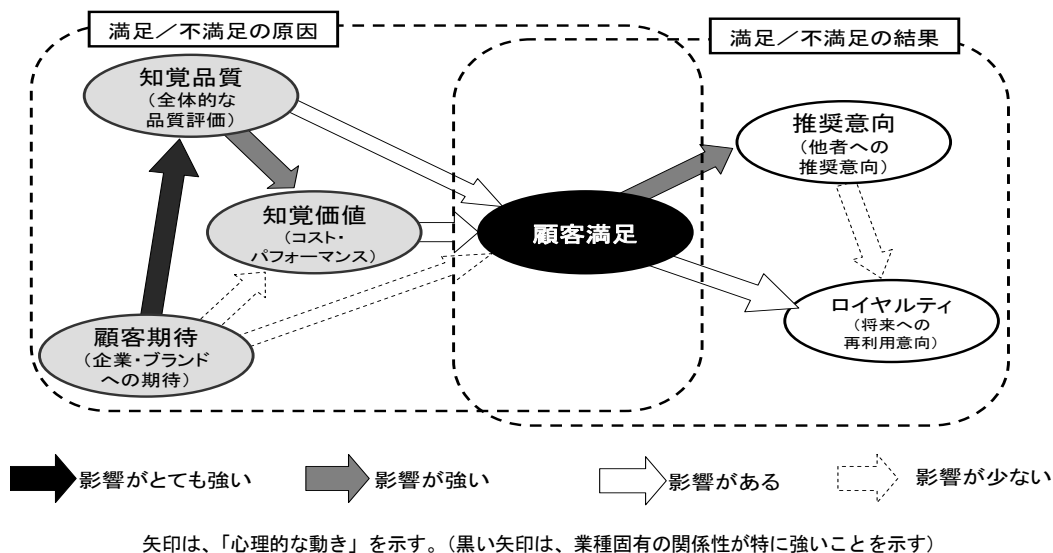 満足／不満足の原因
満足／不満足の結果
知覚品質
(全体的な
品質評価)
推奨意向
(他者への
推奨意向)
知覚価値
(コスト・
パフォーマンス)
顧客満足
顧客期待
(企業・ブランド
への期待)
ロイヤルティ
(将来への
再利用意向)
影響がとても強い
影響が強い
影響がある
影響が少ない
矢印は、「心理的な動き」を示す。(黒い矢印は、業種固有の関係性が特に強いことを示す)